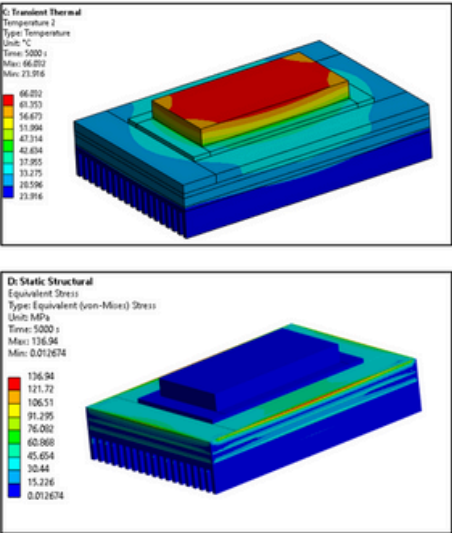 C: Transient Thermal
Temperature 2
Type: Temperature
Unit: °C
Time: 5000 s
Max: 66.032
Min: 23.916
66.032
61.353
56.673
51.994
47.314
42.634
37.955
33.275
28.596
23.916
D: Static Structural
Equivalent Stress
Type: Equivalent (von-Mises) Stress
Unit: MPa
Time: 5000 s
Max: 136.94
Min: 0.012674
136.94
121.72
106.51
91.295
76.082
60.868
45.654
30.44
15.226
0.012674